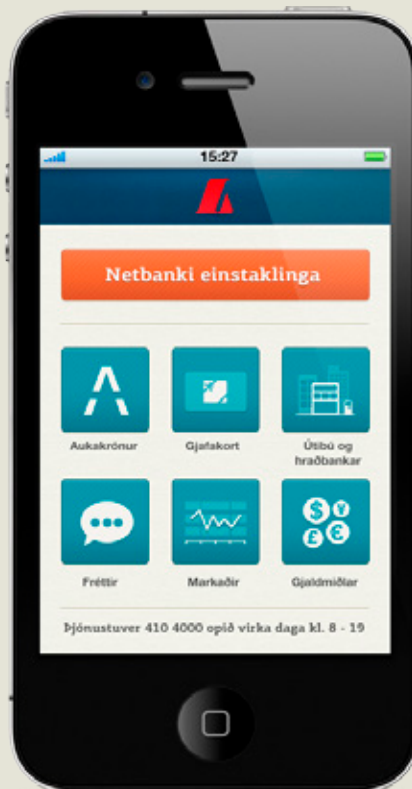 15:27
Netbanki einstaklinga
Aukakrónur
Gjafakort
Útibú og
hraðbankar
Fréttir
Markaðir
Gjaldmiðlar
Þjónustuver 410 4000 opið virka daga kl. 8 - 19